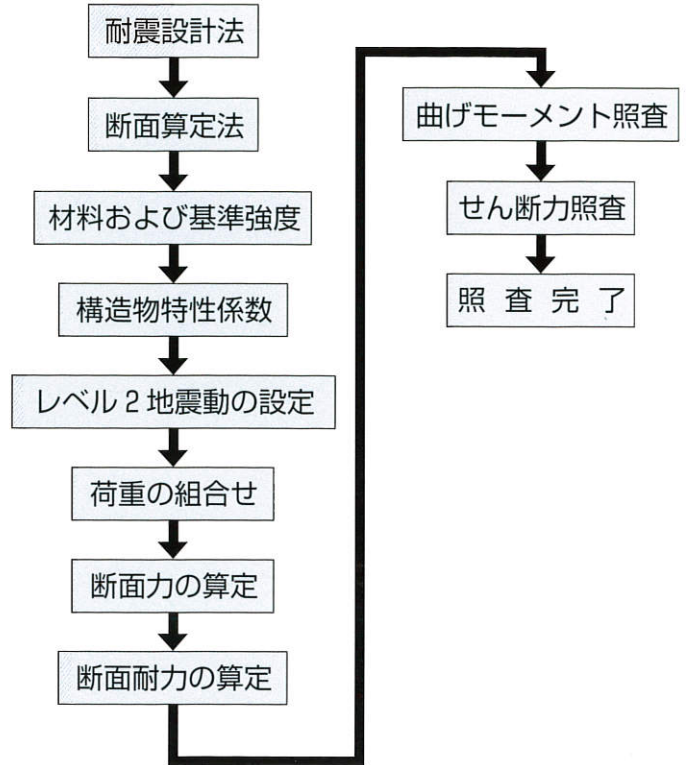 耐震設計法
断面算定法
材料および基準強度
構造物特性係数
レベル2地震動の設定
荷重の組合せ
断面力の算定
断面耐力の算定
曲げモーメント照査
せん断力照査
照査完了